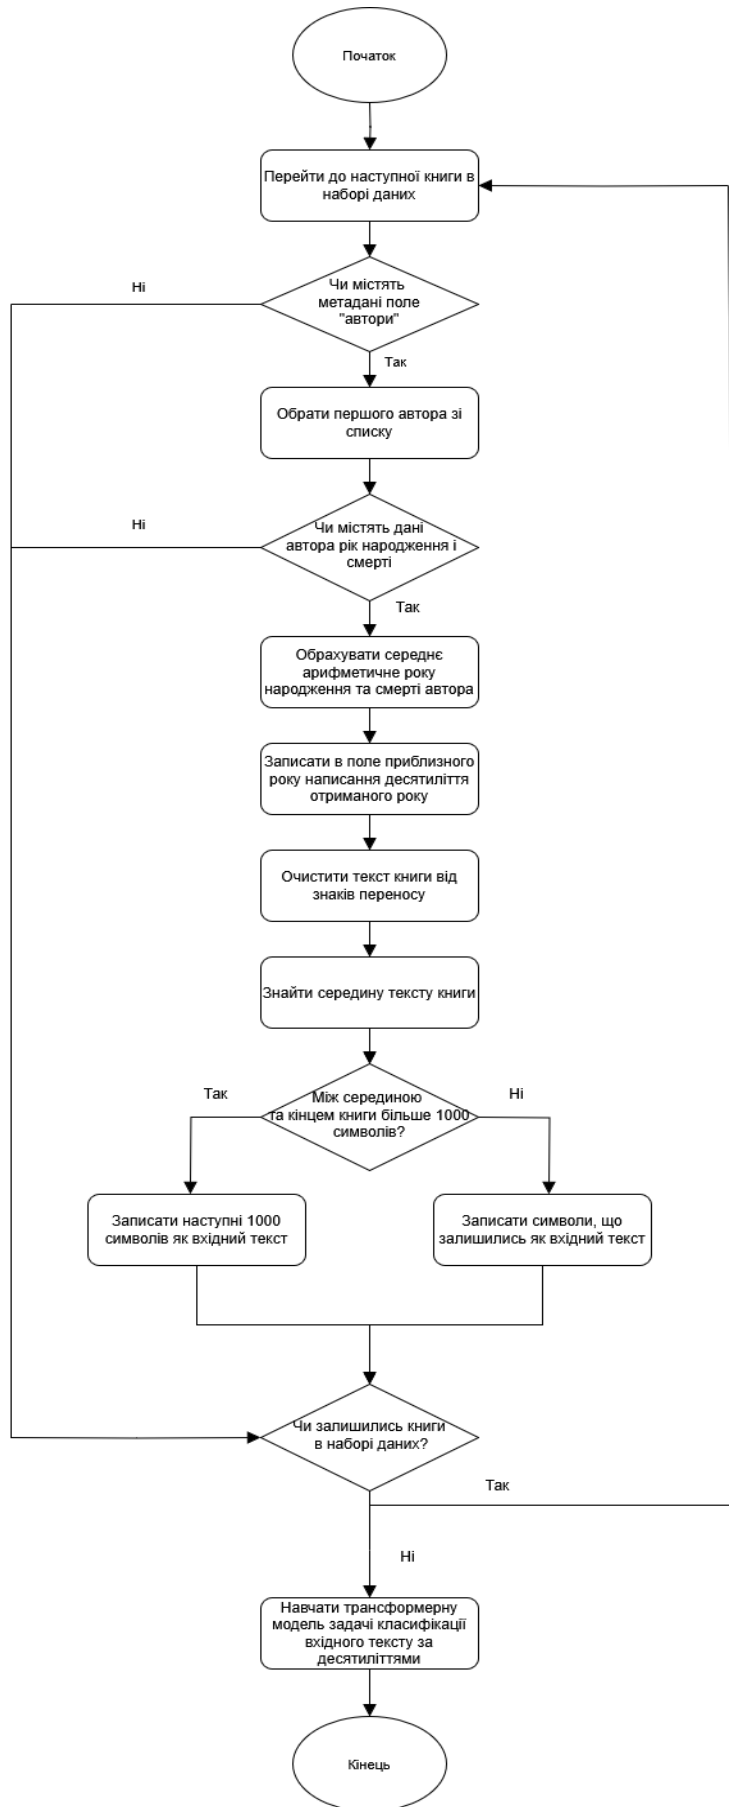 Початок
Перейти до наступної книги в
наборі даних
Ні
Чи містять
метадані поле
"автори"
Так
Обрати першого автора зі
списку
Ні
Чи містять дані
автора рік народження і
смерті
Так
Обрахувати середнє
арифметичне року
народження та смерті автора
Записати в поле приблизного
року написання десятиліття
отриманого року
Очистити текст книги від
знаків переносу
Знайти середину тексту книги
Так
Між серединою
та кінцем книги більше 1000
символів?
Ні
Записати наступні 1000
символів як вхідний текст
Записати символи, що
залишились як вхідний текст
Чи залишились книги
в наборі даних?
Так
Ні
Навчати трансформерну
модель задачі класифікації
вхідного тексту за
десятиліттями
Кінець